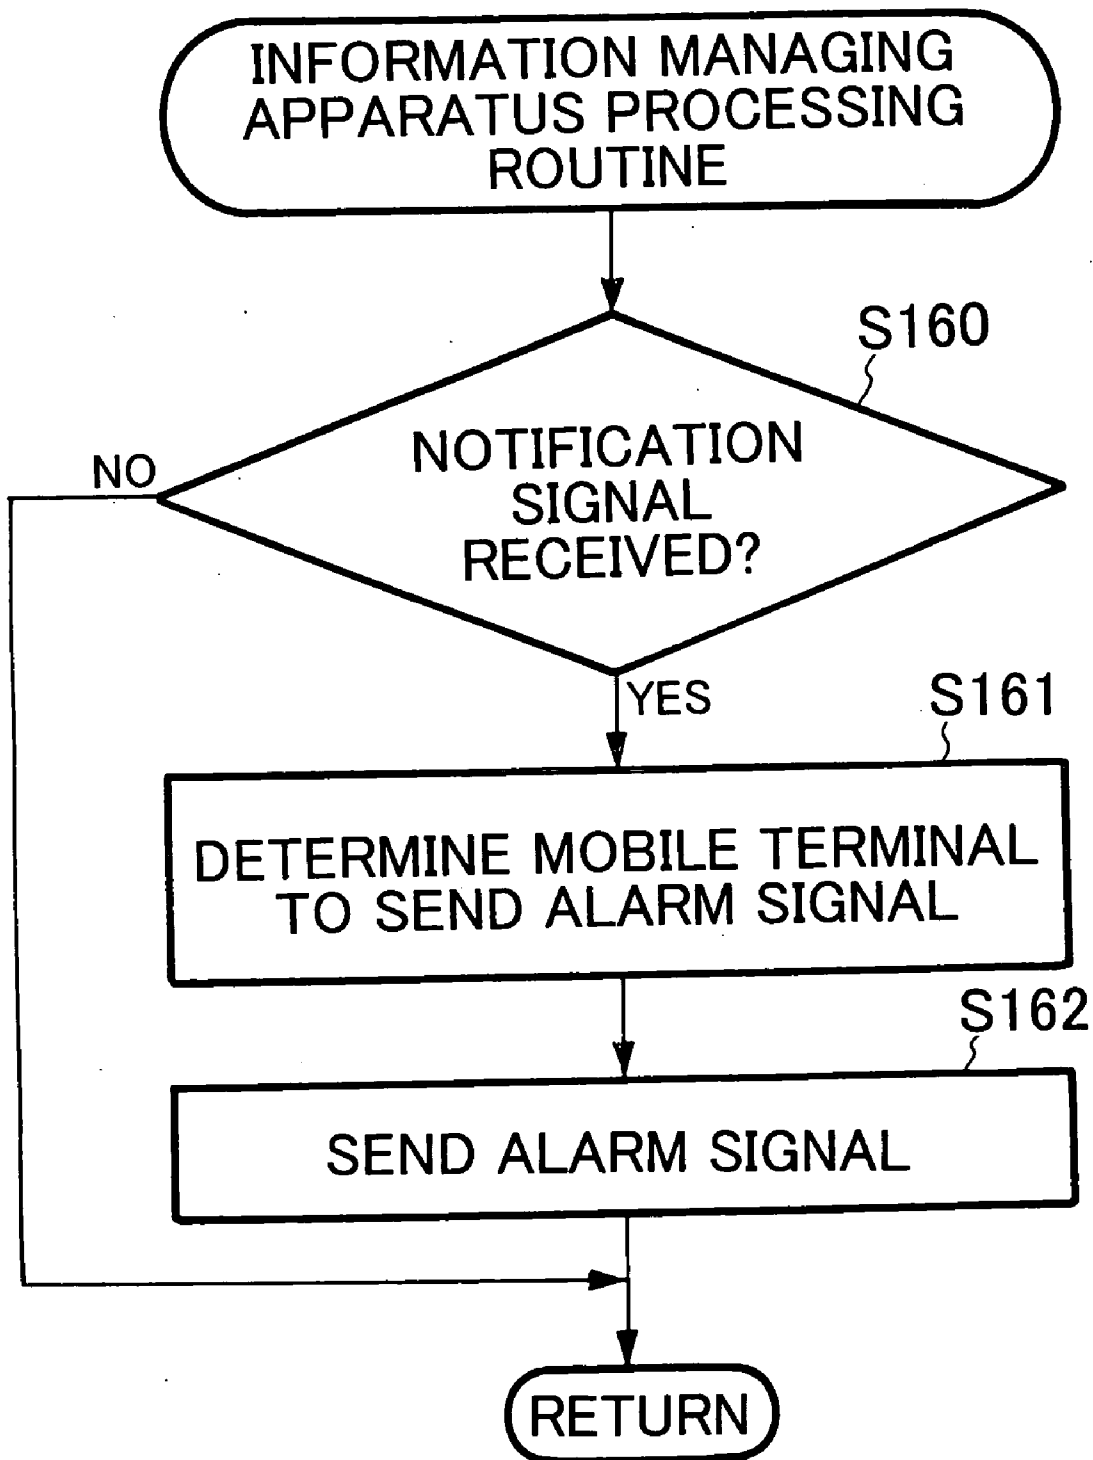 INFORMATION MANAGING
APPARATUS PROCESSING
ROUTINE
S160
NOTIFICATION
SIGNAL
RECEIVED?
NO
YES
S161
DETERMINE MOBILE TERMINAL
TO SEND ALARM SIGNAL
S162
SEND ALARM SIGNAL
RETURN